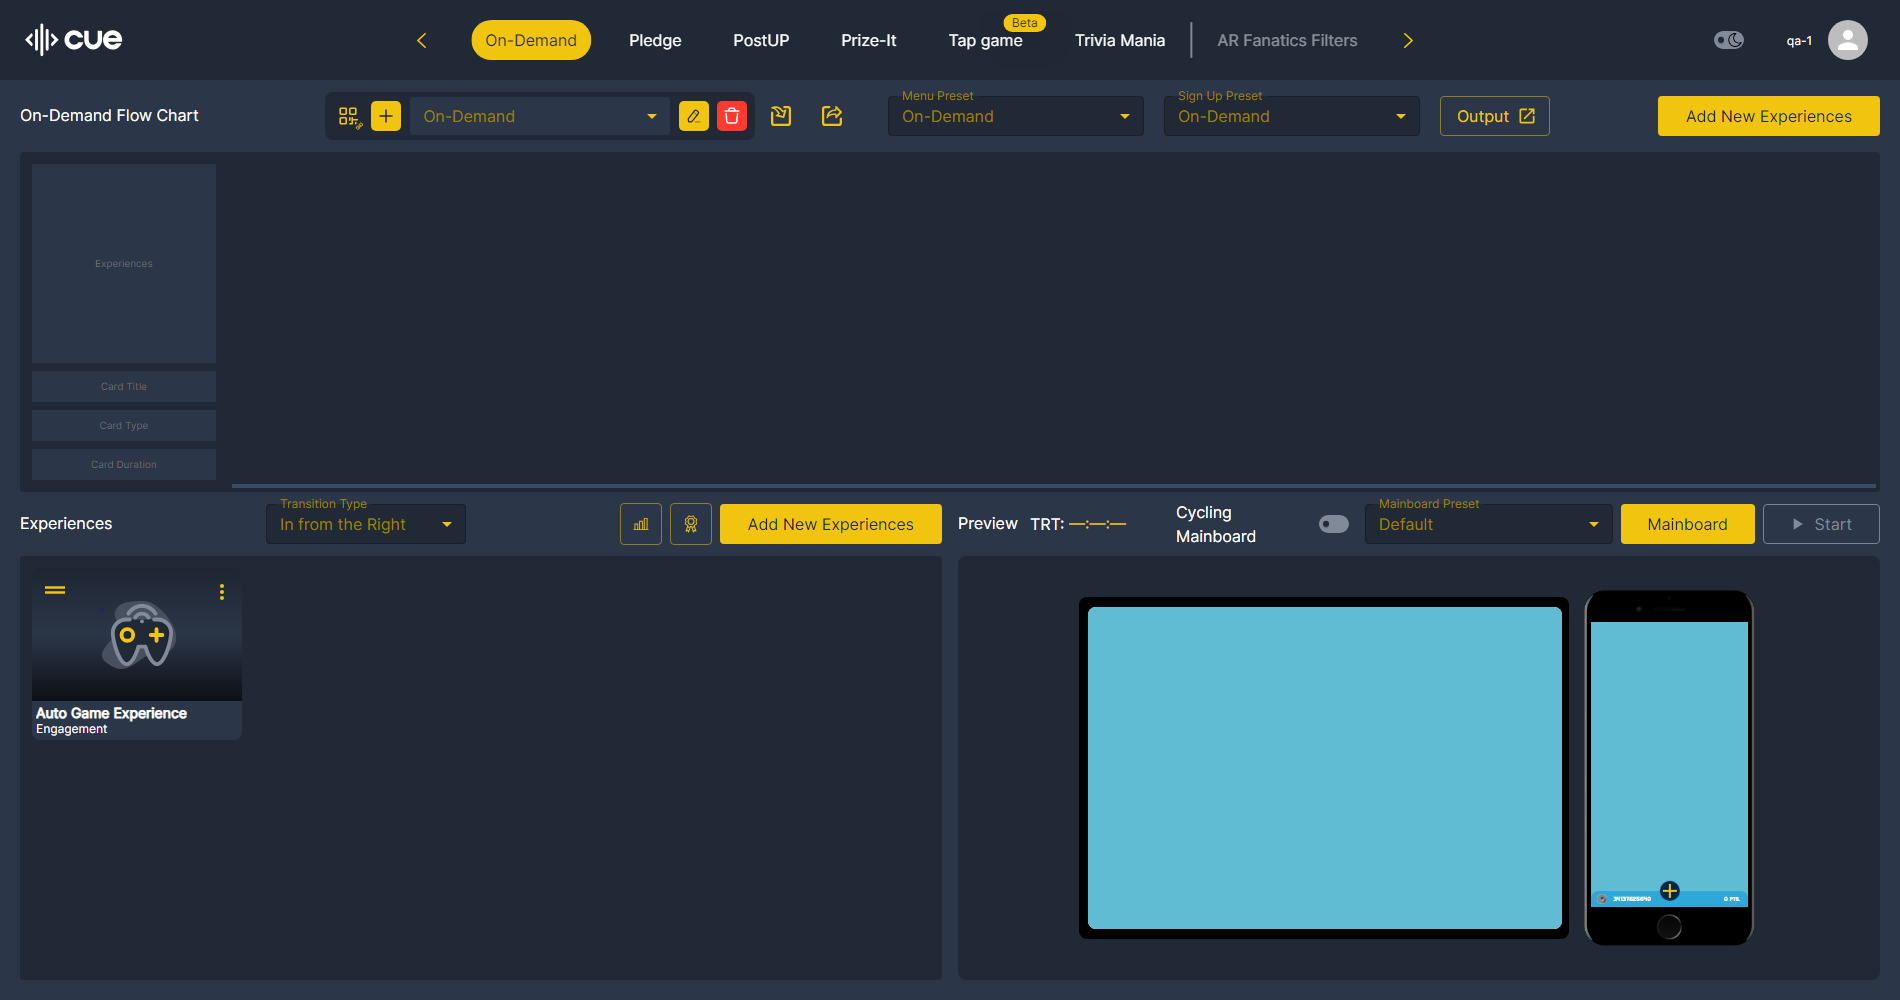 cue
On-Demand
Pledge
PostUP
Prize-It
Tap game
Beta
Trivia Mania
AR Fanatics Filters
qa-1
On-Demand Flow Chart
On-Demand
Menu Preset
On-Demand
Sign Up Preset
On-Demand
Output
Add New Experiences
Experiences
Card Title
Card Type
Card Duration
Experiences
Transition Type
In from the Right
Add New Experiences
Preview
TRT: —:—:—
Cycling
Mainboard
Mainboard Preset
Default
Mainboard
Start
Auto Game Experience
Engagement
0 PTS.